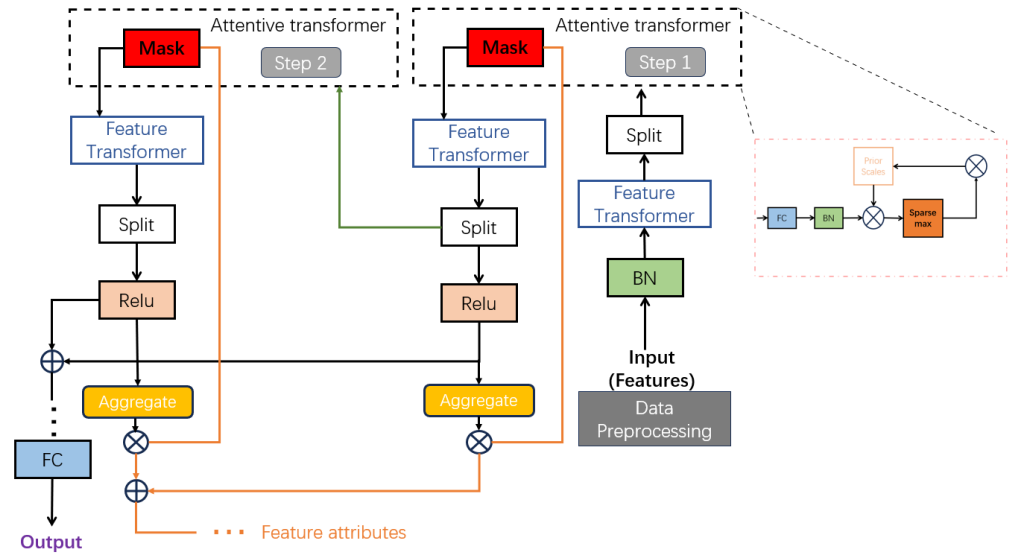 Attentive transformer
Mask
Step 2
Attentive transformer
Mask
Step 1
Feature
Transformer
Feature
Transformer
Split
Feature
Transformer
Split
Split
BN
Relu
Relu
Input
(Features)
Data
Preprocessing
Aggregate
Aggregate
FC
Output
Feature attributes
Prior
Scales
FC
BN
Sparse
max